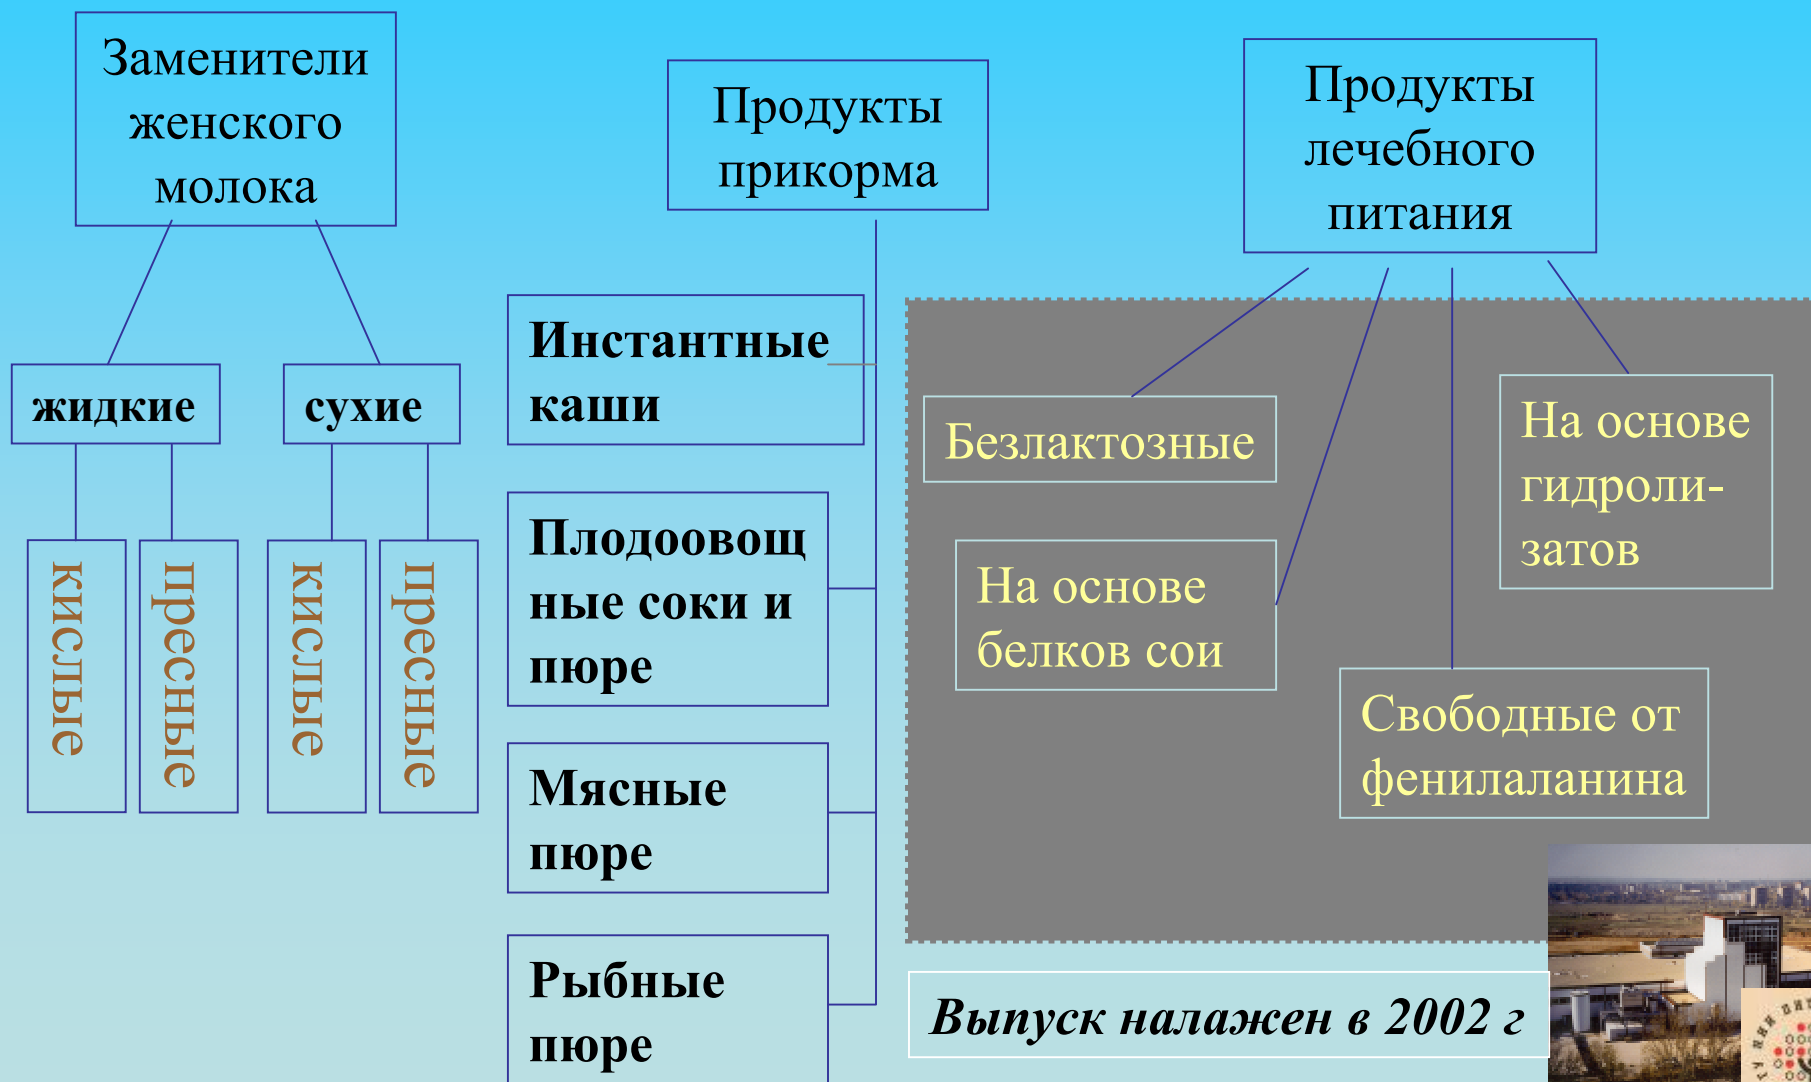 Заменители
женского
молока
жидкие
сухие
кислые
пресные
кислые
пресные
Продукты
прикорма
Инстантные
каши
Плодоовощ
ные соки и
пюре
Мясные
пюре
Рыбные
пюре
Продукты
лечебного
питания
Безлактозные
На основе
белков сои
Свободные от
фенилаланина
На основе
гидроли-
затов
Выпуск налажен в 2002 г